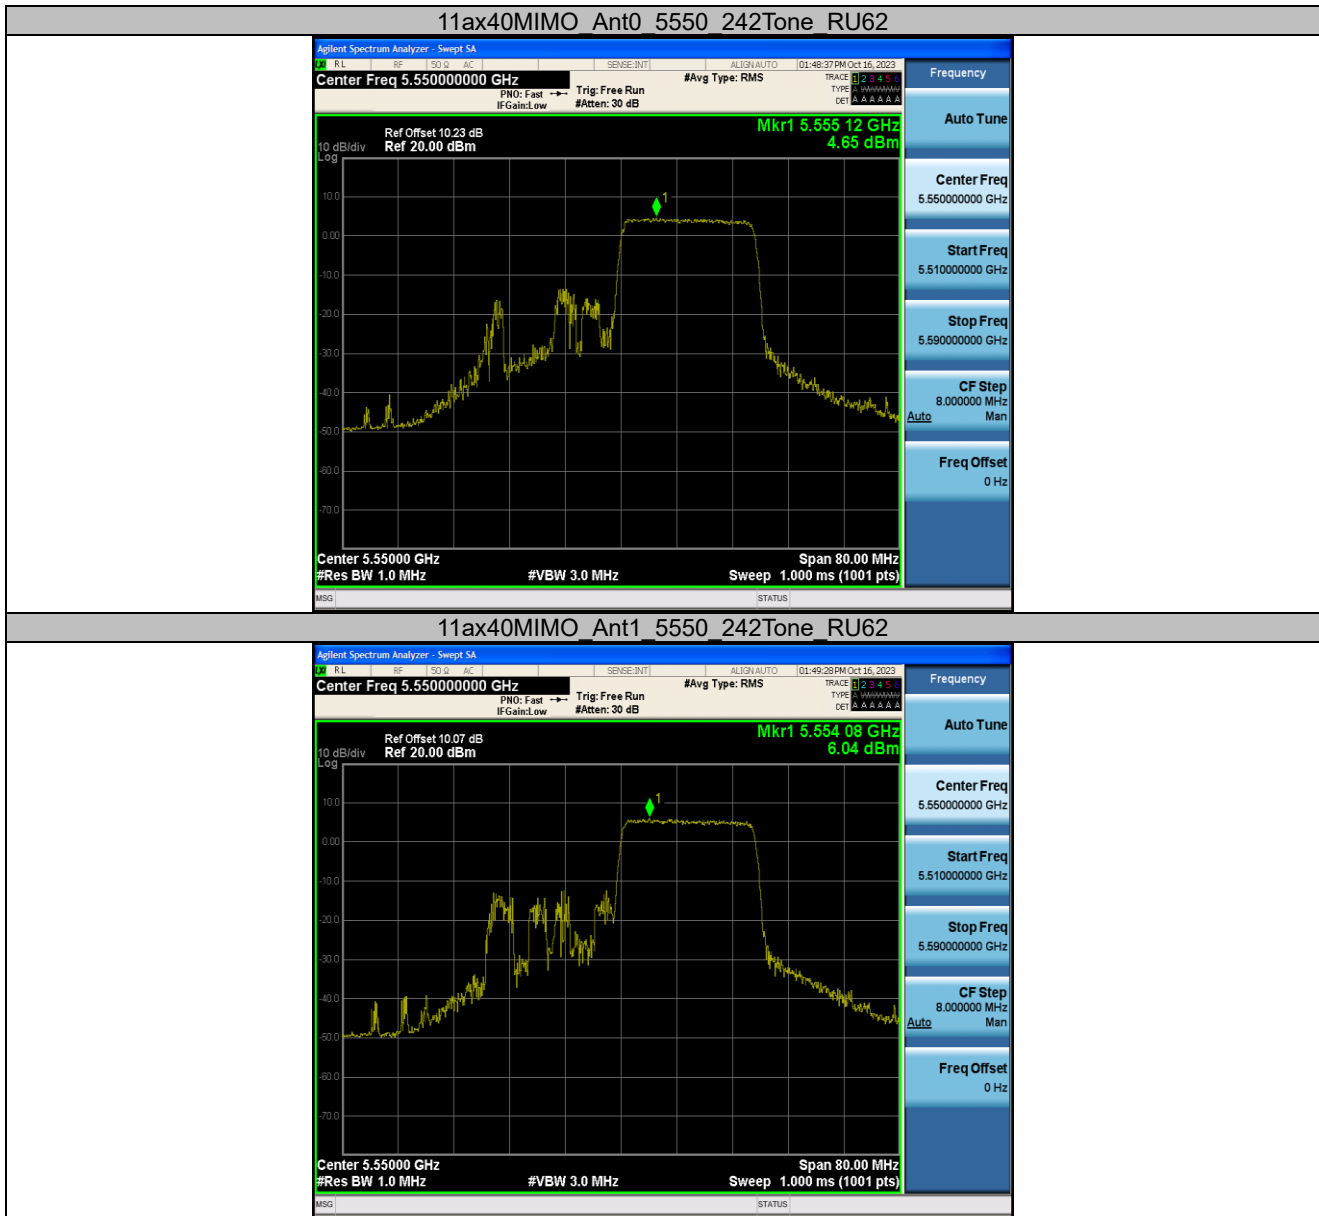 11ax40MIMO_Ant0_5550_242Tone_RU62
Agilent Spectrum Analyzer - Swept SA
RL RF 50 Ω AC SENSE:INT ALIGNAUTO 01:48:37 PM Oct 16, 2023
Center Freq 5.550000000 GHz #Avg Type: RMS TRACE 1 2 3 4 5 6
PNO: Fast Trig: Free Run TYPE
IFGain:Low #Atten: 30 dB DET A A A A A A
Frequency
Auto Tune
Center Freq
5.550000000 GHz
Start Freq
5.510000000 GHz
Stop Freq
5.590000000 GHz
CF Step
8.000000 MHz
Auto Man
Freq Offset
0 Hz
Mkr1 5.555 12 GHz
4.65 dBm
Ref Offset 10.23 dB
10 dB/div Ref 20.00 dBm
Log
1
10.0
0.00
-10.0
-20.0
-30.0
-40.0
-50.0
-60.0
-70.0
Center 5.55000 GHz Span 80.00 MHz
#Res BW 1.0 MHz #VBW 3.0 MHz Sweep 1.000 ms (1001 pts)
MSG STATUS
11ax40MIMO_Ant1_5550_242Tone_RU62
Agilent Spectrum Analyzer - Swept SA
RL RF 50 Ω AC SENSE:INT ALIGNAUTO 01:49:28 PM Oct 16, 2023
Center Freq 5.550000000 GHz #Avg Type: RMS TRACE 1 2 3 4 5 6
PNO: Fast Trig: Free Run TYPE
IFGain:Low #Atten: 30 dB DET A A A A A A
Frequency
Auto Tune
Center Freq
5.550000000 GHz
Start Freq
5.510000000 GHz
Stop Freq
5.590000000 GHz
CF Step
8.000000 MHz
Auto Man
Freq Offset
0 Hz
Mkr1 5.554 08 GHz
6.04 dBm
Ref Offset 10.07 dB
10 dB/div Ref 20.00 dBm
Log
1
10.0
0.00
-10.0
-20.0
-30.0
-40.0
-50.0
-60.0
-70.0
Center 5.55000 GHz Span 80.00 MHz
#Res BW 1.0 MHz #VBW 3.0 MHz Sweep 1.000 ms (1001 pts)
MSG STATUS